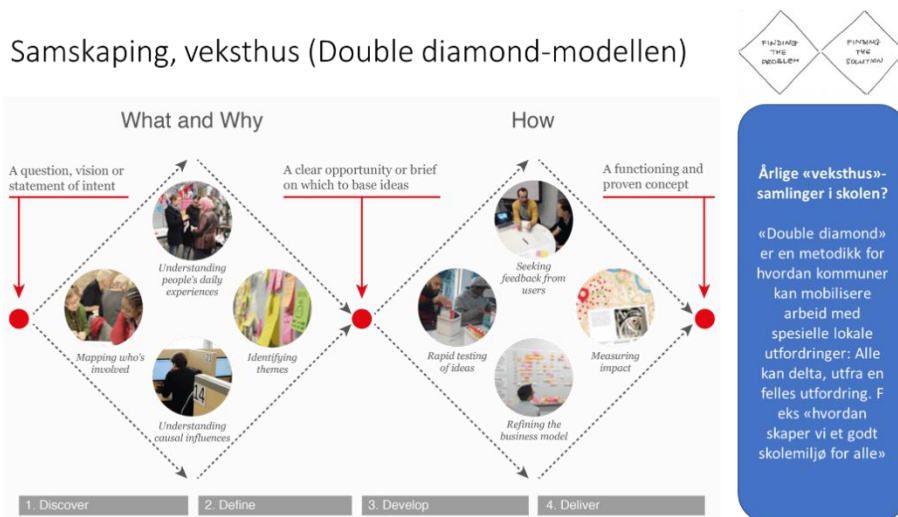 Samskaping, veksthus (Double diamond-modellen)
FINDING
THE
PROBLEM
FINDING
THE
SOLUTION
What and Why
How
A question, vision or
statement of intent
A clear opportunity or brief
on which to base ideas
A functioning and
proven concept
Understanding
people's daily
experiences
Mapping who's
involved
Identifying
themes
14
Understanding
causal influences
Seeking
feedback from
users
Rapid testing
of ideas
Measuring
impact
Refining the
business model
1. Discover
2. Define
3. Develop
4. Deliver
Årlige «veksthus»-
samlinger i skolen?
«Double diamond»
er en metodikk for
hvordan kommuner
kan mobilisere
arbeid med
spesielle lokale
utfordringer: Alle
kan delta, utfra en
felles utfordring. F
eks «hvordan
skaper vi et godt
skolemiljø for alle»